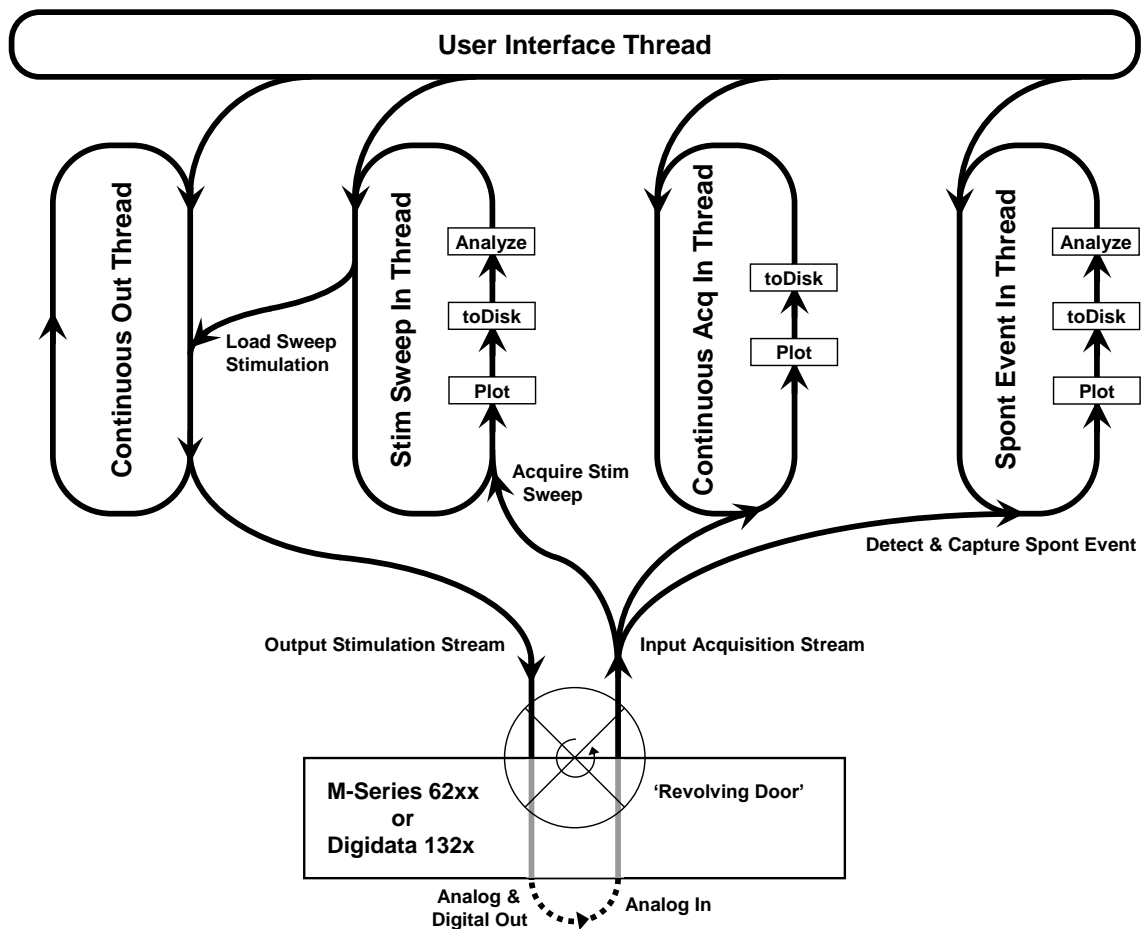 User Interface Thread
Continuous Out Thread
Load Sweep
Stimulation
Stim Sweep In Thread
Analyze
toDisk
Plot
Acquire Stim
Sweep
Continuous Acq In Thread
toDisk
Plot
Spont Event In Thread
Analyze
toDisk
Plot
Detect & Capture Spont Event
Output Stimulation Stream
Input Acquisition Stream
M-Series 62xx
or
Digidata 132x
‘Revolving Door’
Analog &
Digital Out
Analog In